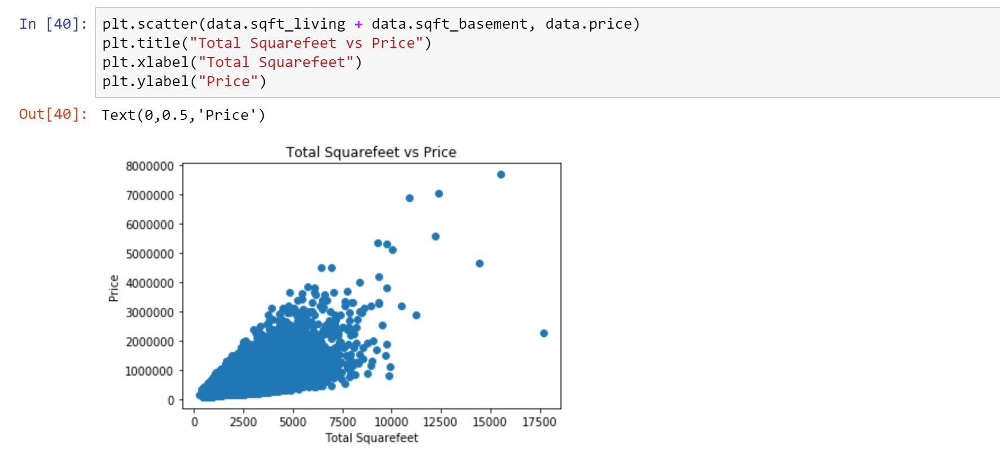 In [40]: plt.scatter(data.sqft_living + data.sqft_basement, data.price)
plt.title("Total Squarefeet vs Price")
plt.xlabel("Total Squarefeet")
plt.ylabel("Price")
Out[40]: Text(0,0.5,'Price')
Total Squarefeet vs Price
8000000
7000000
6000000
5000000
4000000
3000000
2000000
1000000
0
Price
0 2500 5000 7500 10000 12500 15000 17500
Total Squarefeet